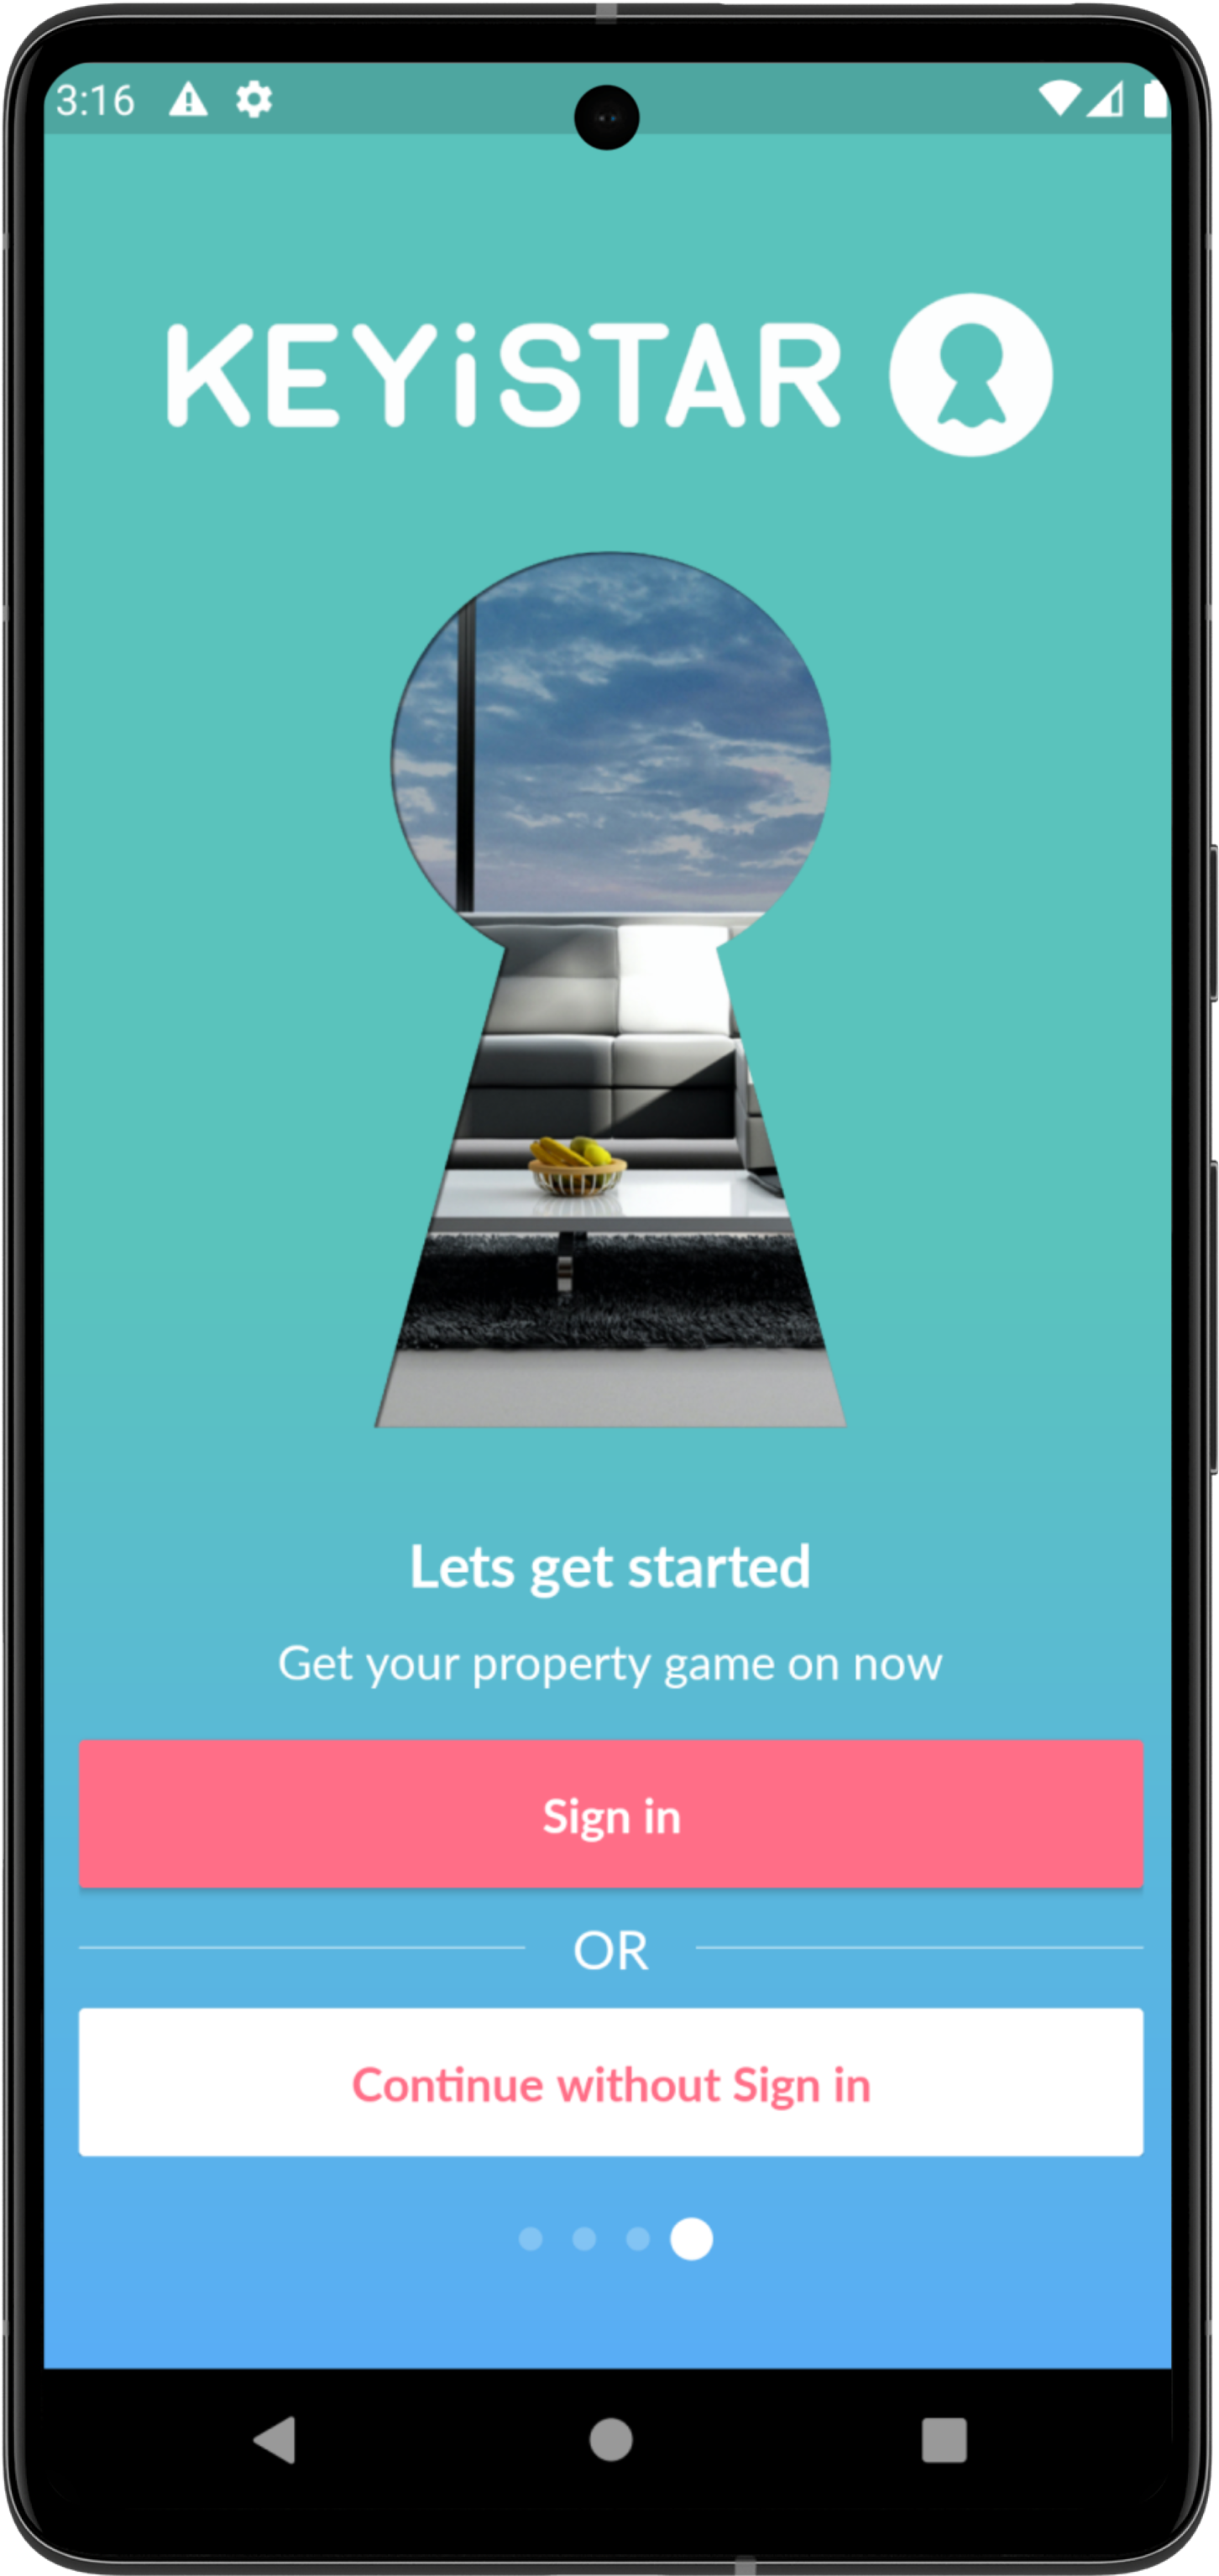 3:16
KEYiSTAR
Lets get started
Get your property game on now
Sign in
OR
Continue without Sign in